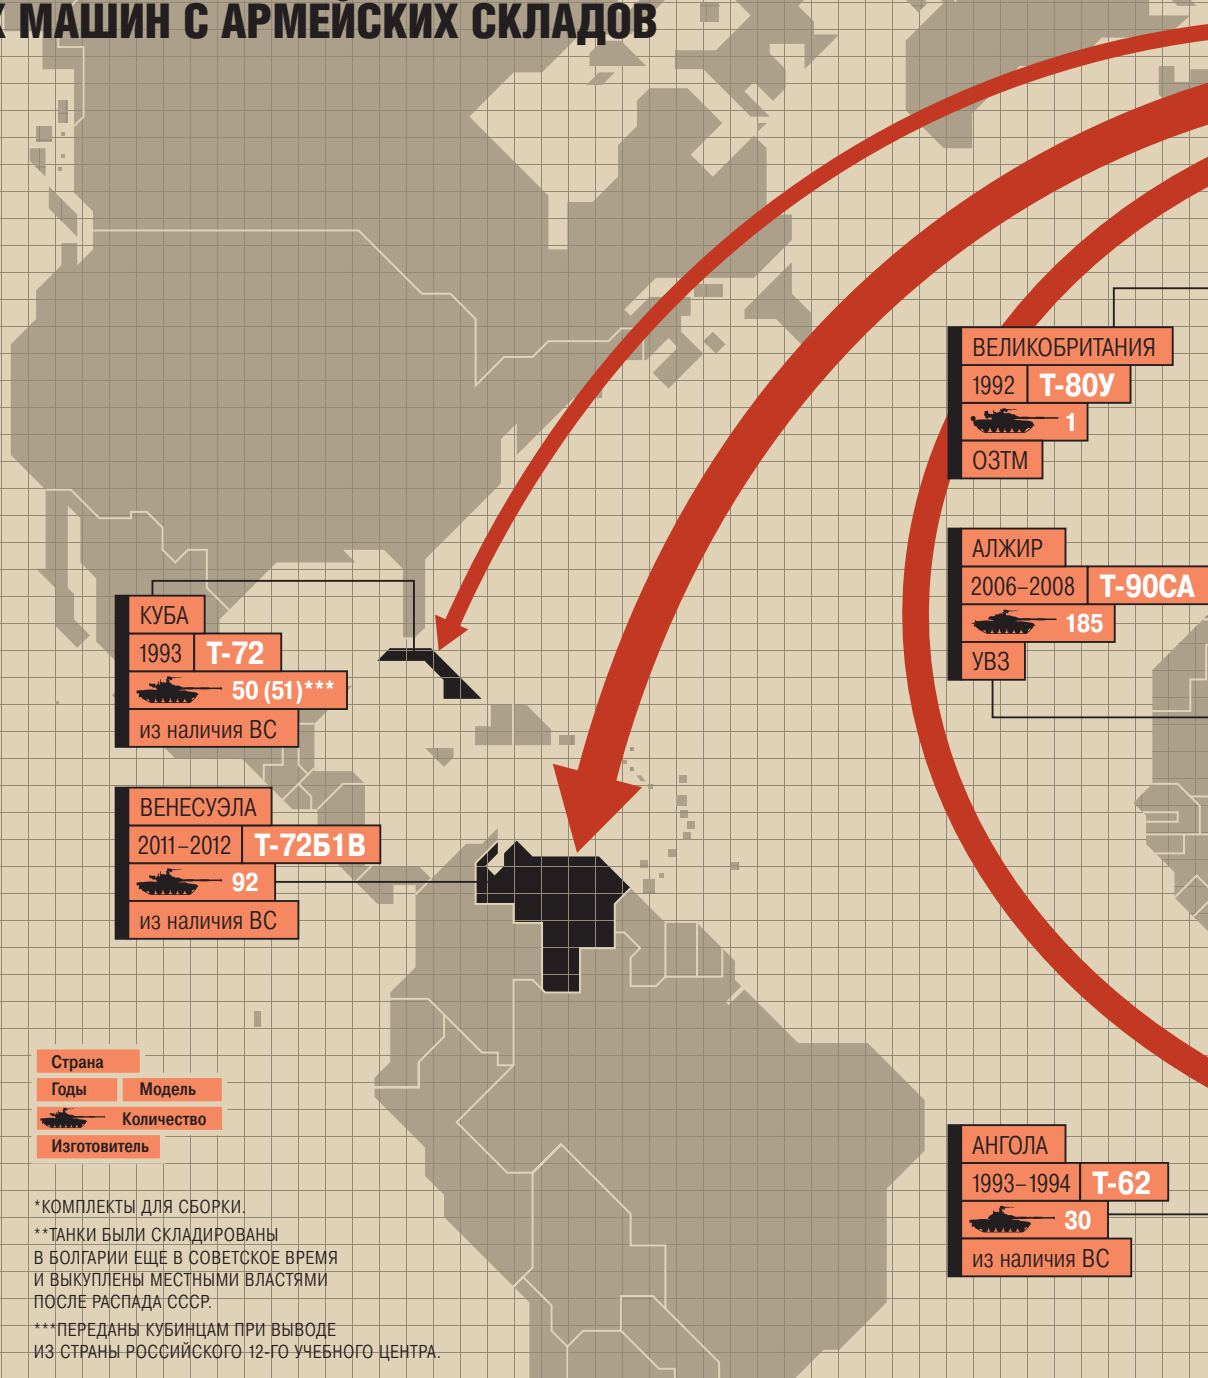 Х МАШИН С АРМЕЙСКИХ СКЛАДОВ
ВЕЛИКОБРИТАНИЯ
1992 Т-80У
1
ОЗТМ
АЛЖИР
2006–2008 Т-90СА
185
УВЗ
КУБА
1993 Т-72
50 (51)***
из наличия ВС
ВЕНЕСУЭЛА
2011–2012 Т-72Б1В
92
из наличия ВС
АНГОЛА
1993–1994 Т-62
30
из наличия ВС
Страна
Годы Модель
Количество
Изготовитель
*КОМПЛЕКТЫ ДЛЯ СБОРКИ.
**ТАНКИ БЫЛИ СКЛАДИРОВАНЫ
В БОЛГАРИИ ЕЩЕ В СОВЕТСКОЕ ВРЕМЯ
И ВЫКУПЛЕНЫ МЕСТНЫМИ ВЛАСТЯМИ
ПОСЛЕ РАСПАДА СССР.
***ПЕРЕДАНЫ КУБИНЦАМ ПРИ ВЫВОДЕ
ИЗ СТРАНЫ РОССИЙСКОГО 12-ГО УЧЕБНОГО ЦЕНТРА.